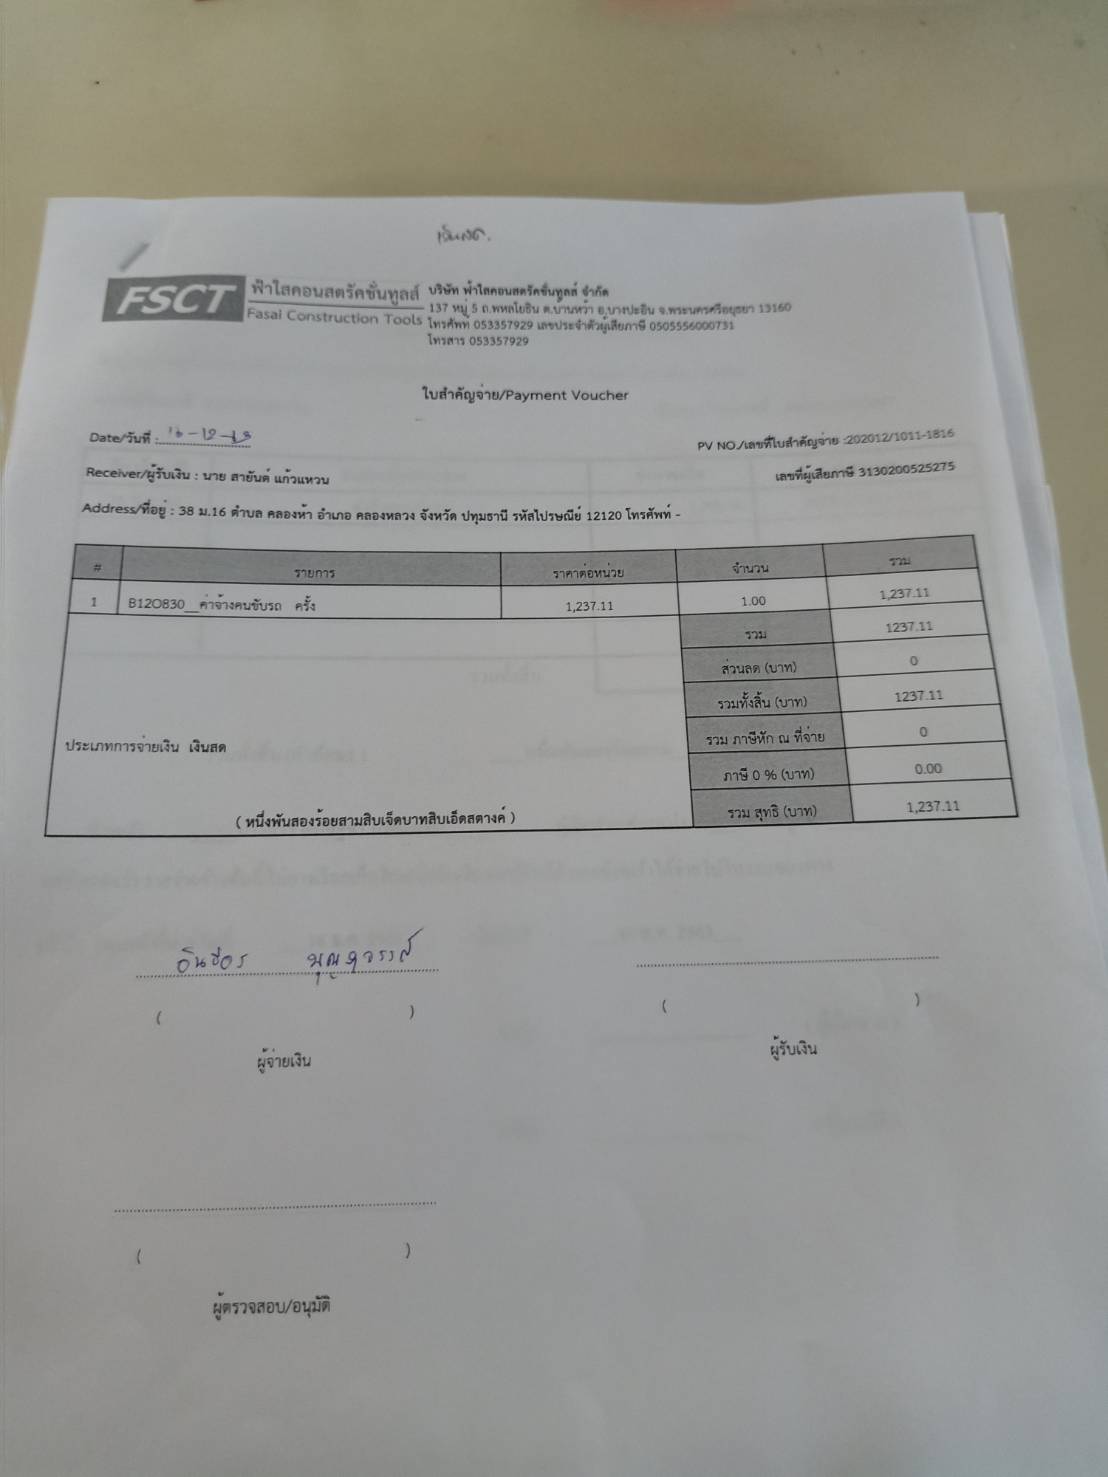 เงินสด.
FSCT ฟ้าใสคอนสตรัคชั่นทูลส์
Fasai Construction Tools
บริษัท ฟ้าใสคอนสตรัคชั่นทูลส์ จำกัด
137 หมู่ 5 ถ.พหลโยธิน ต.บ้านหว้า อ.บางปะอิน จ.พระนครศรีอยุธยา 13160
โทรศัพท์ 053357929 เลขประจำตัวผู้เสียภาษี 0505556000731
โทรสาร 053357929
ใบสำคัญจ่าย/Payment Voucher
Date/วันที่ :
PV NO./เลขที่ใบสำคัญจ่าย :202012/1011-1816
Receiver/ผู้รับเงิน : นาย สายันต์ แก้วแหวน
เลขที่ผู้เสียภาษี 3130200525275
Address/ที่อยู่ : 38 ม.16 ตำบล คลองห้า อำเภอ คลองหลวง จังหวัด ปทุมธานี รหัสไปรษณีย์ 12120 โทรศัพท์ -
# รายการ ราคาต่อหน่วย จำนวน รวม
1 B12O830__ค่าจ้างคนขับรถ ครั้ง 1,237.11 1.00 1,237.11
รวม 1237.11
ส่วนลด (บาท) 0
รวมทั้งสิ้น (บาท) 1237.11
ประเภทการจ่ายเงิน เงินสด
รวม ภาษีหัก ณ ที่จ่าย 0
ภาษี 0 % (บาท) 0.00
( หนึ่งพันสองร้อยสามสิบเจ็ดบาทสิบเอ็ดสตางค์ )
รวม สุทธิ (บาท) 1,237.11
( )
( )
ผู้จ่ายเงิน
ผู้รับเงิน
( )
ผู้ตรวจสอบ/อนุมัติ